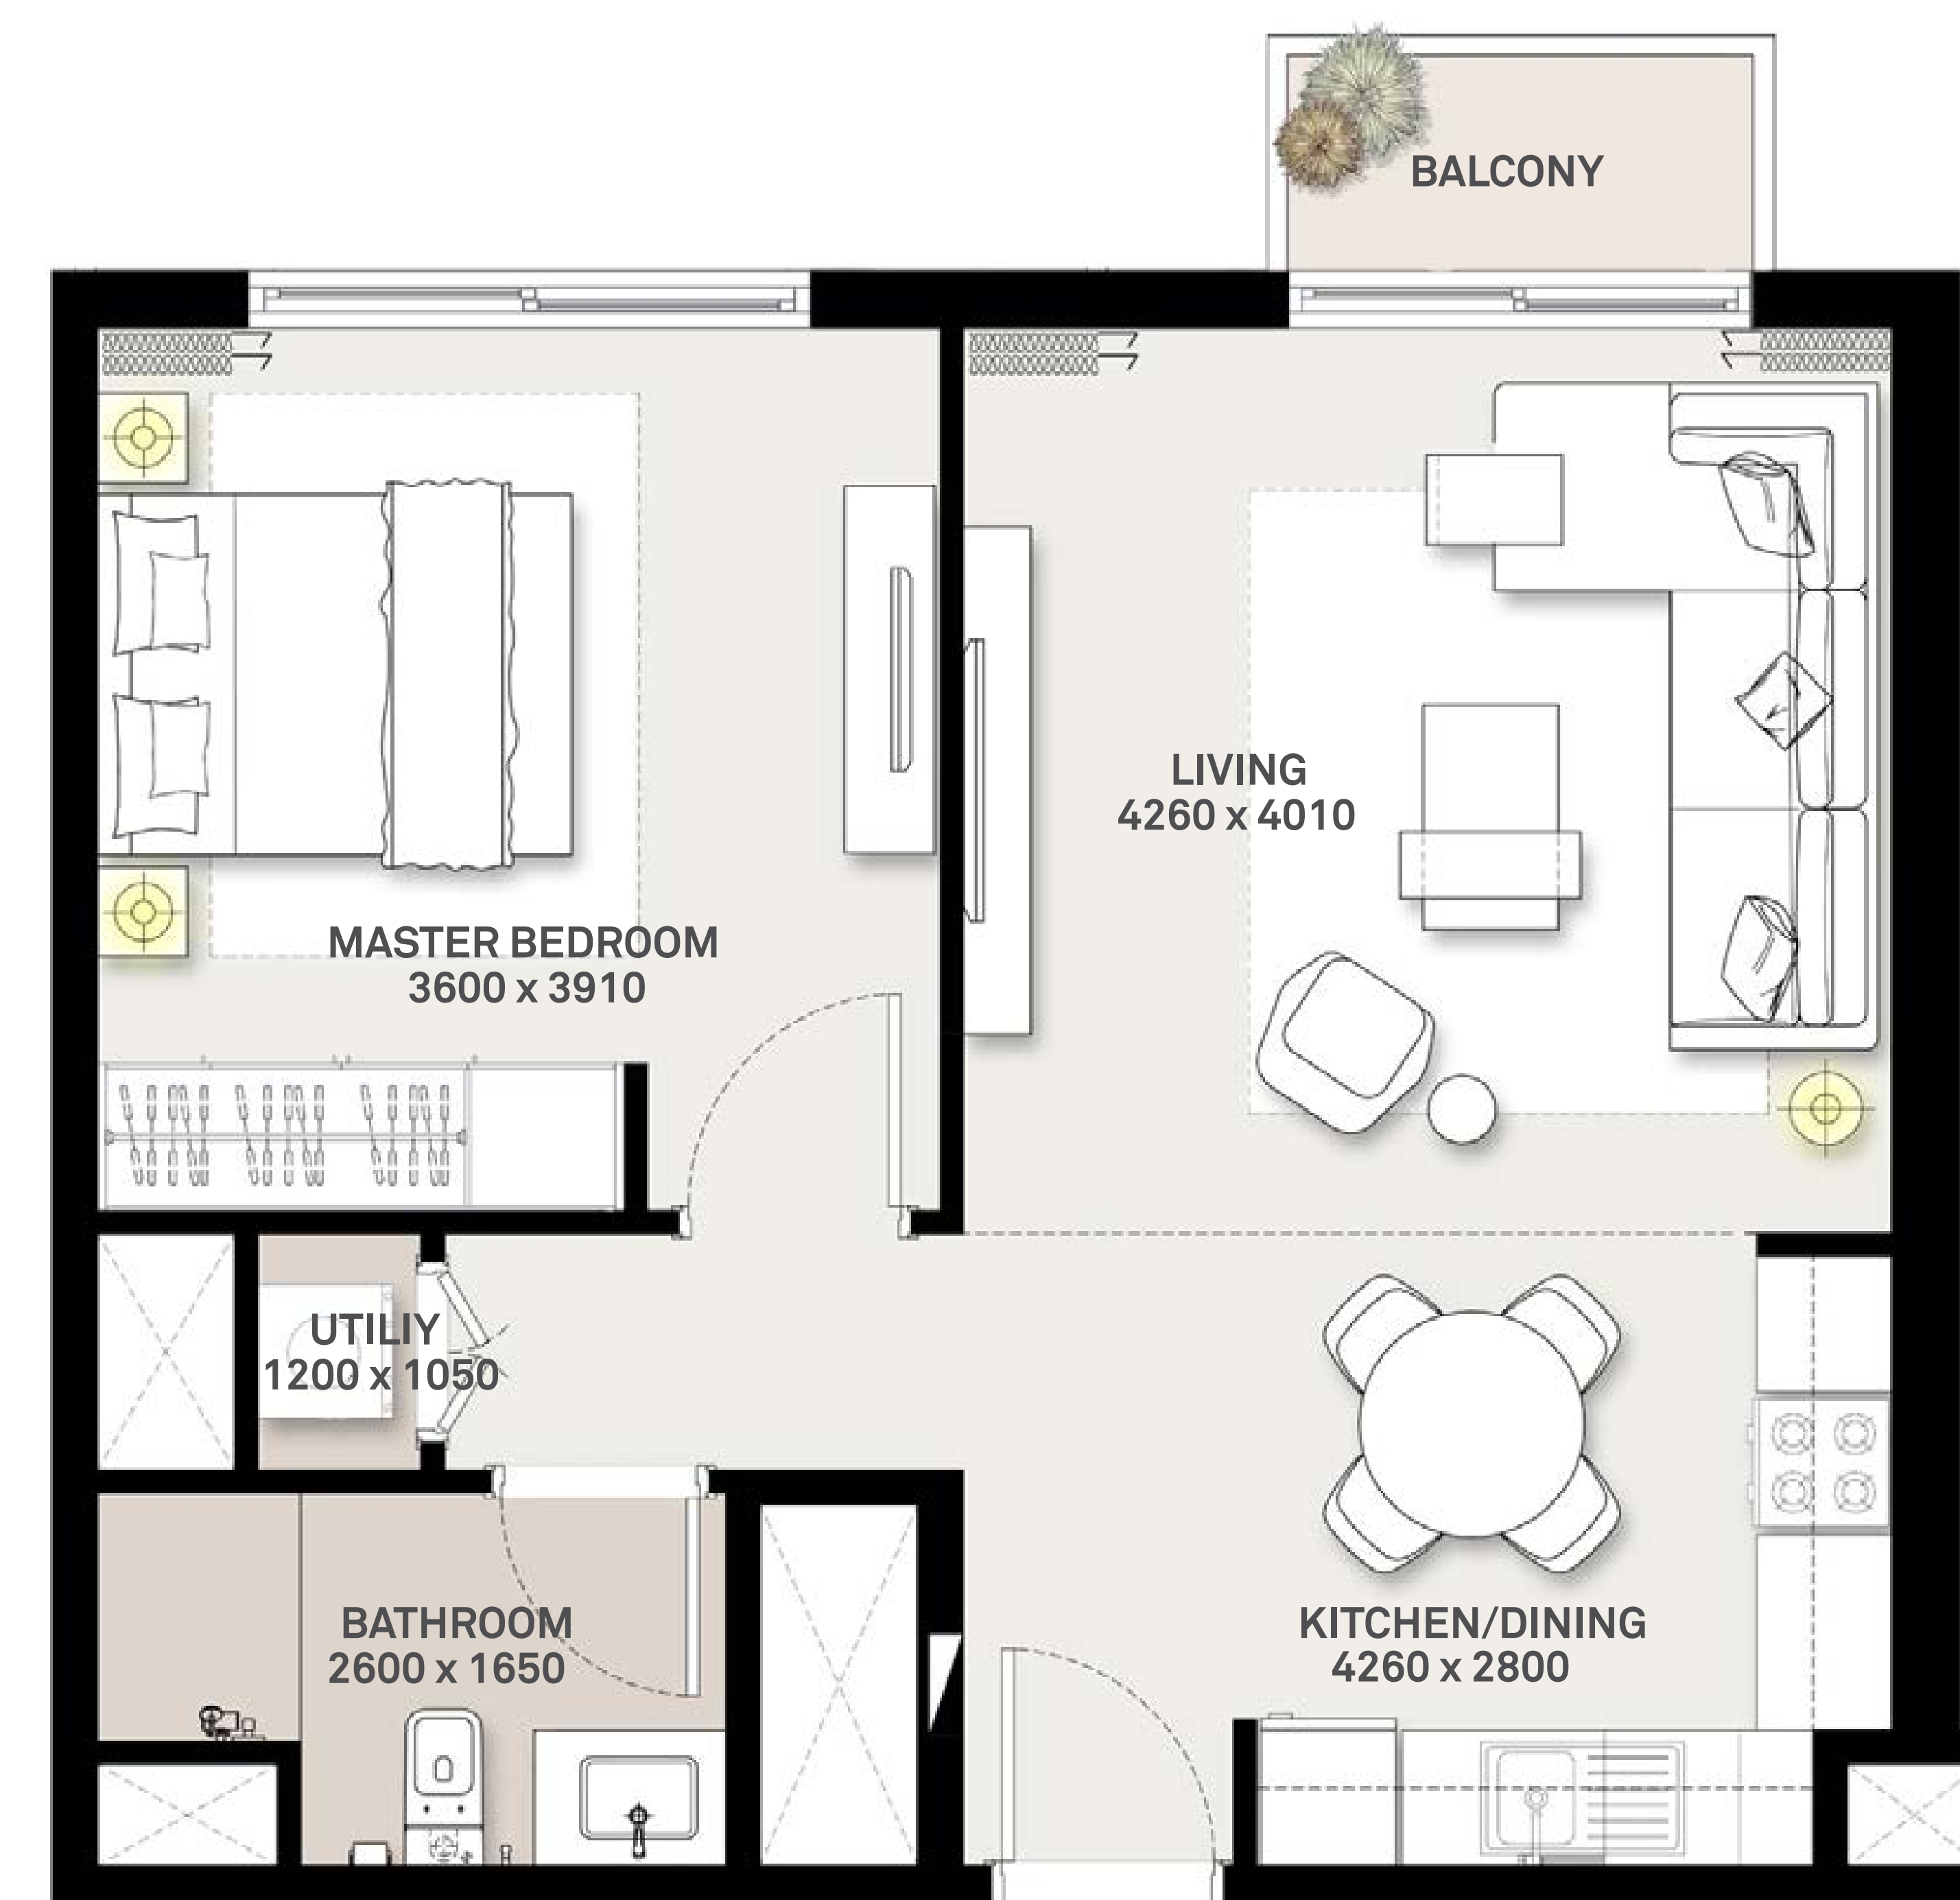 BALCONY
LIVING
4260 x 4010
MASTER BEDROOM
3600 x 3910
UTILIY
1200 x 1050
BATHROOM
2600 x 1650
KITCHEN/DINING
4260 x 2800